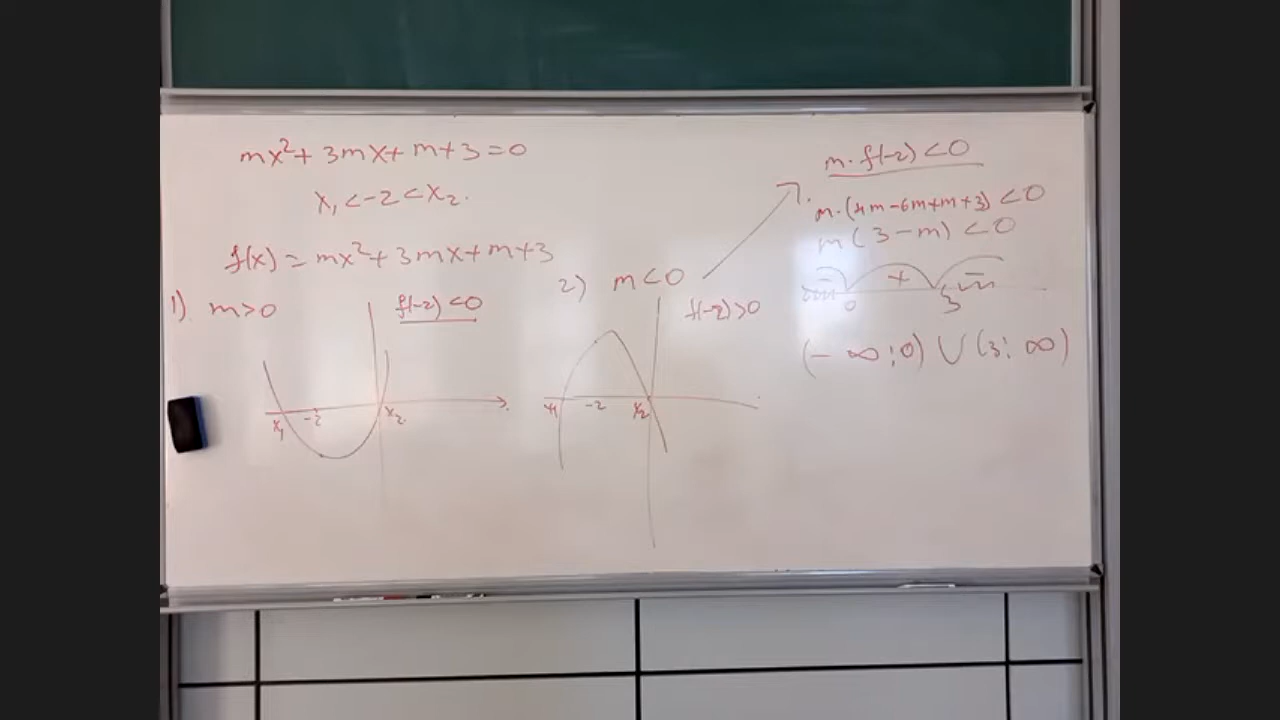 mx²+ 3mx+ m+3=0
x₁<-2<x₂.
f(x) = mx²+ 3mx+ m+3
1) m>0
f(-2)<0
x₁
-2
x₂
2) m<0
f(-2)>0
x₁
-2
x₂
m·f(-2)<0
m·(4m-6m+m+3)<0
m(3-m)<0
- + -
0 3
(-∞;0)∪(3;∞)